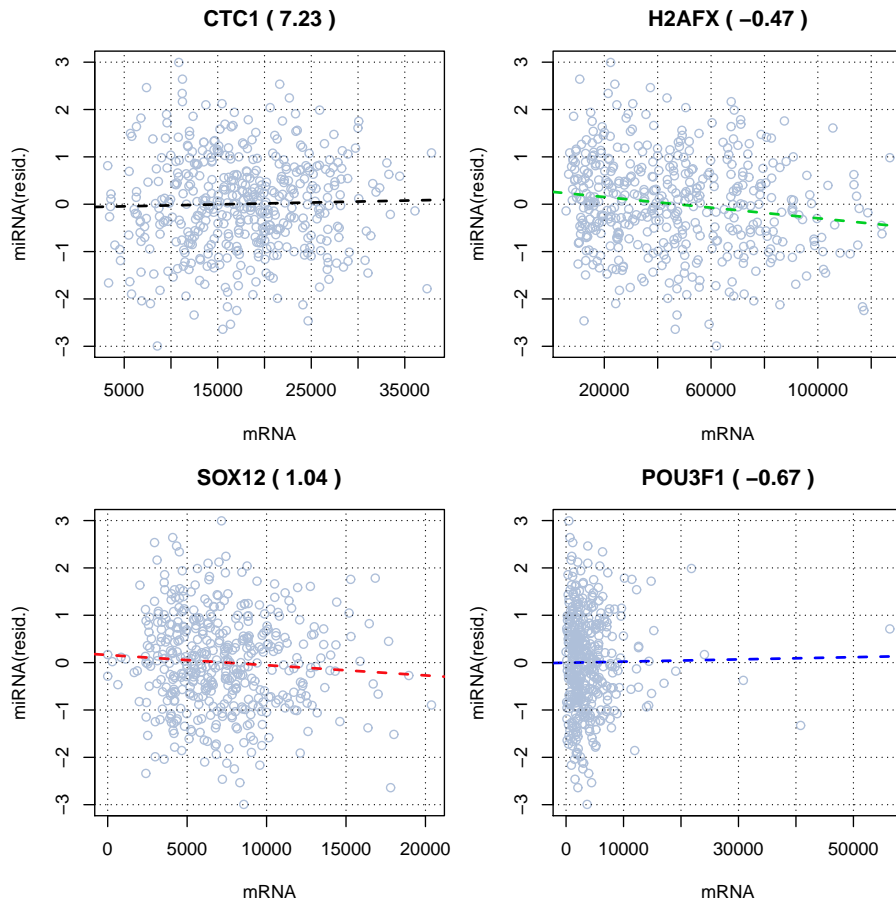 CTC1 ( 7.23 )
3
2
1
0
−1
−2
−3
miRNA(resid.)
5000 15000 25000 35000
mRNA
H2AFX ( −0.47 )
3
2
1
0
−1
−2
−3
miRNA(resid.)
20000 60000 100000
mRNA
SOX12 ( 1.04 )
3
2
1
0
−1
−2
−3
miRNA(resid.)
0 5000 10000 15000 20000
mRNA
POU3F1 ( −0.67 )
3
2
1
0
−1
−2
−3
miRNA(resid.)
0 10000 30000 50000
mRNA